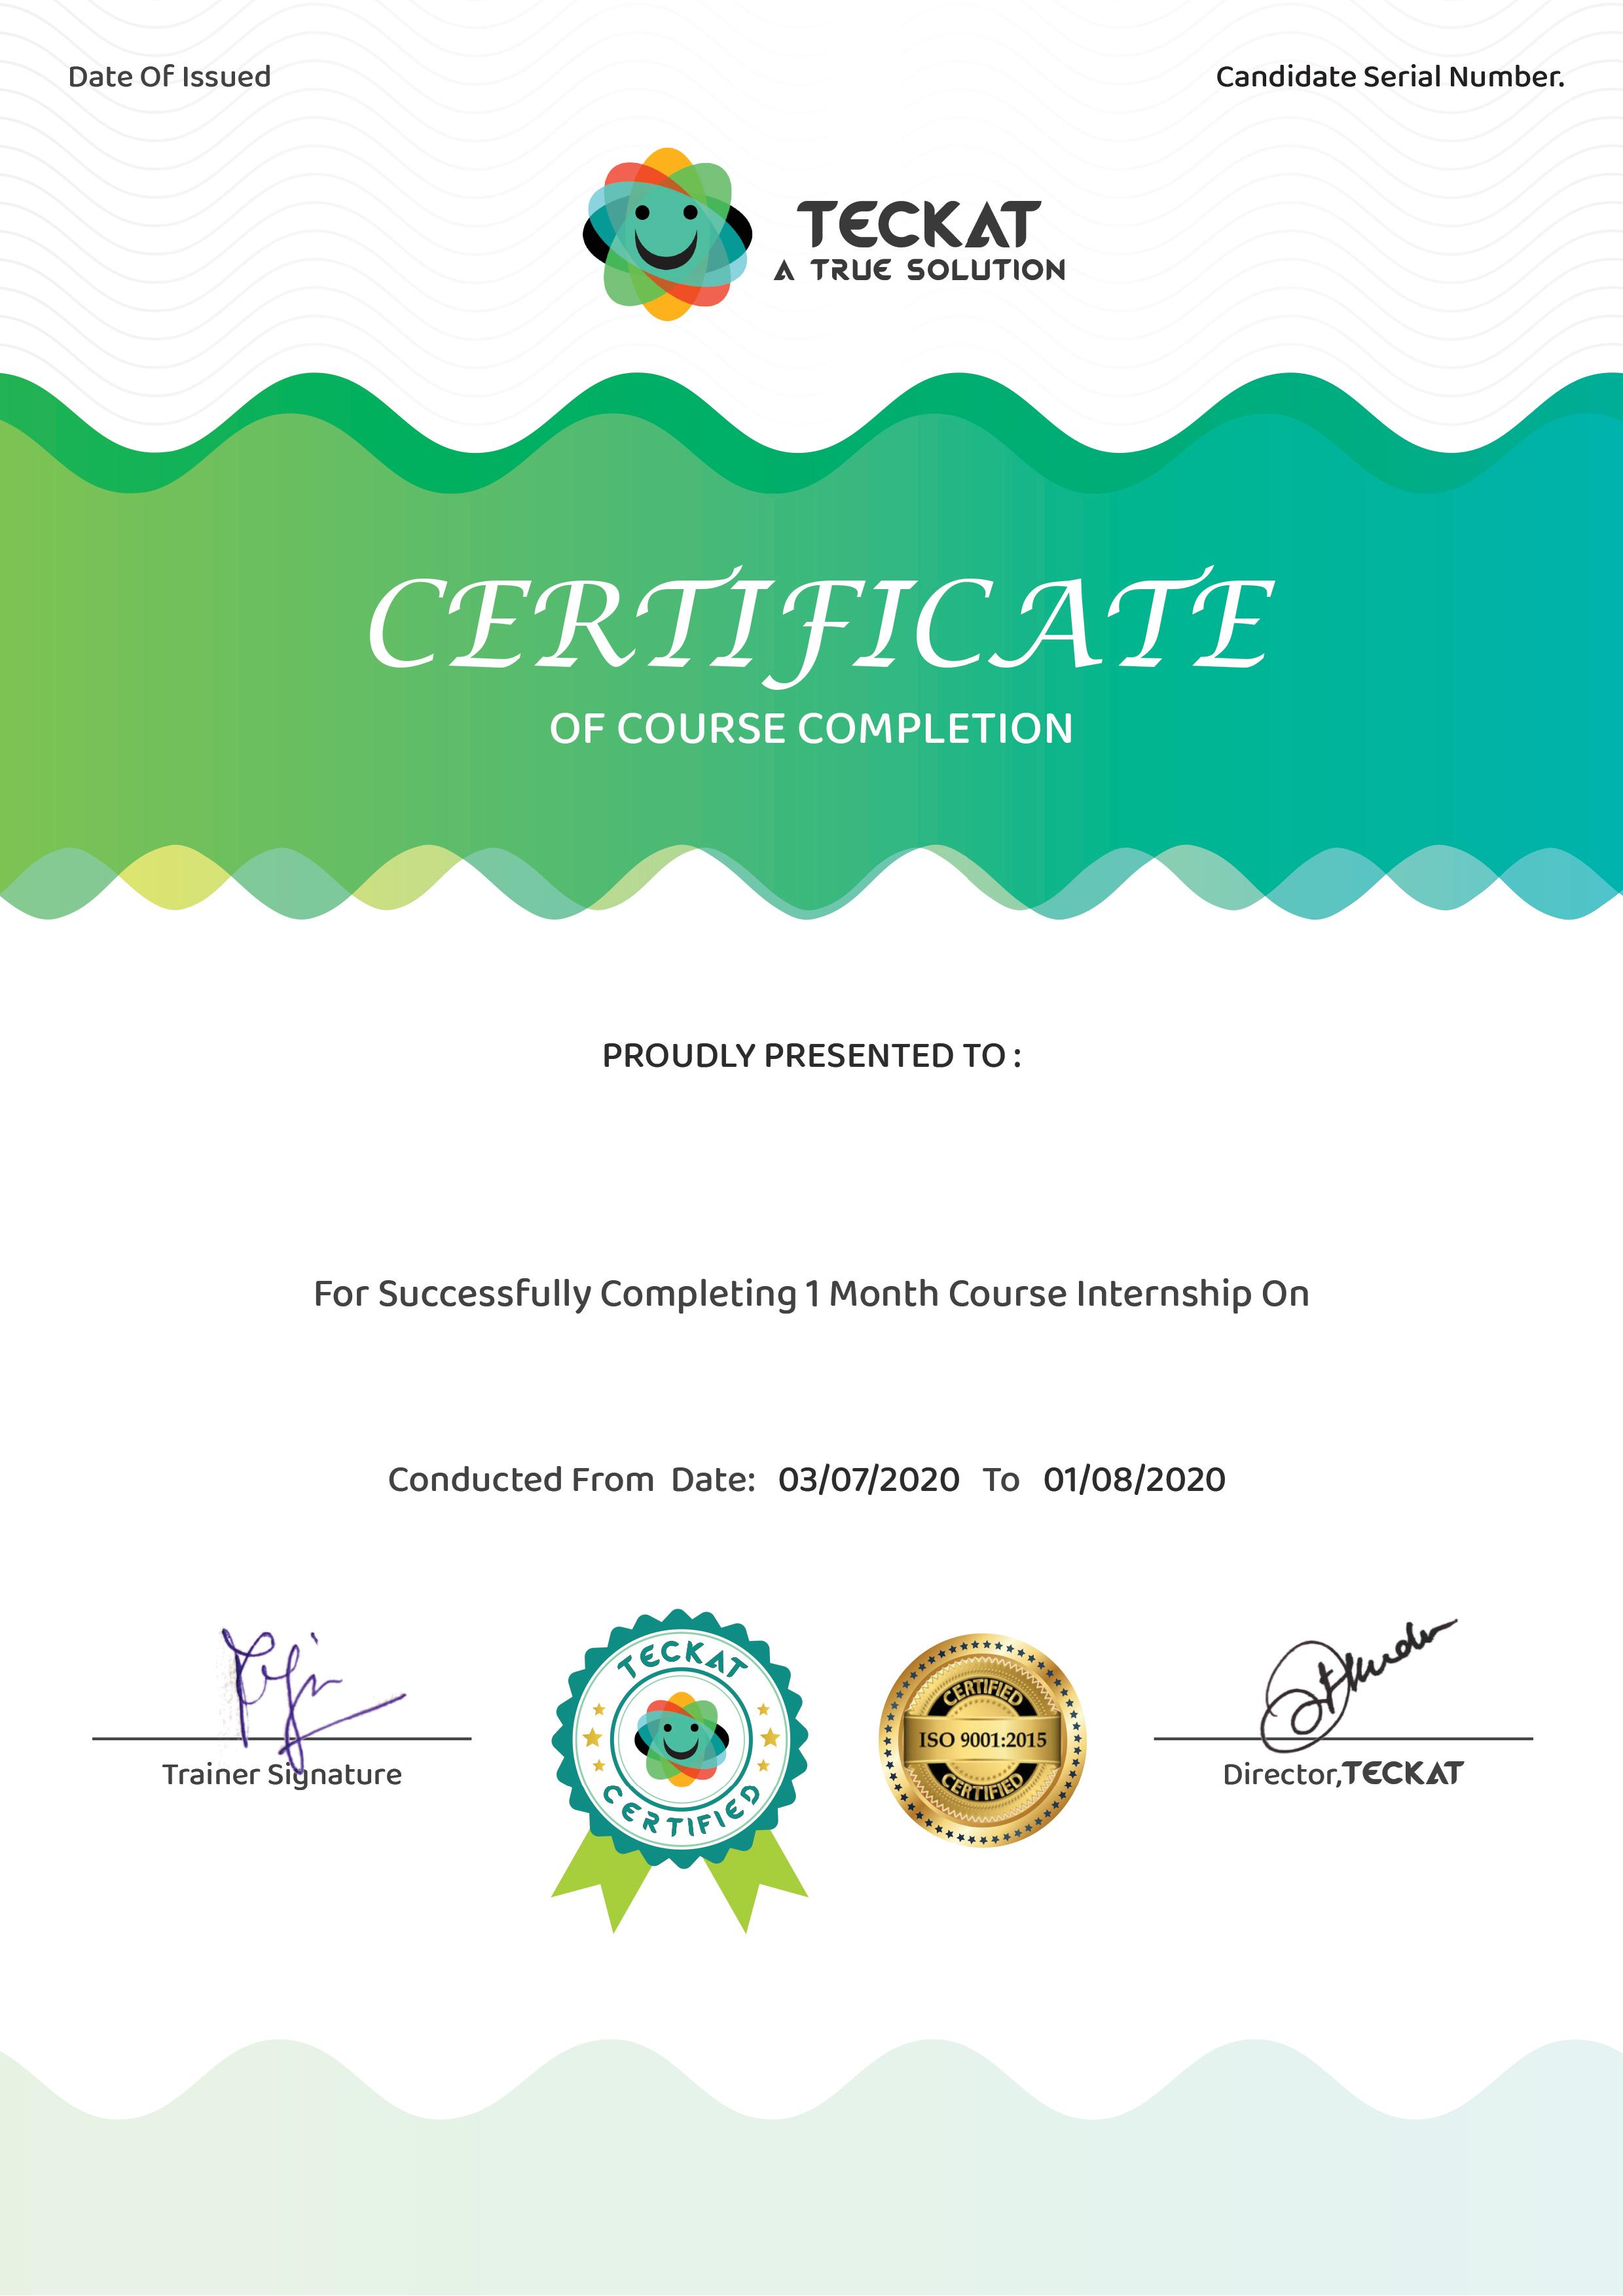 Date Of Issued
Candidate Serial Number.
TECKAT
A TRUE SOLUTION
CERTIFICATE
OF COURSE COMPLETION
PROUDLY PRESENTED TO :
For Successfully Completing 1 Month Course Internship On
Conducted From Date: 03/07/2020 To 01/08/2020
Trainer Signature
TECKAT
CERTIFIED
CERTIFIED
ISO 9001:2015
CERTIFIED
Director,TECKAT